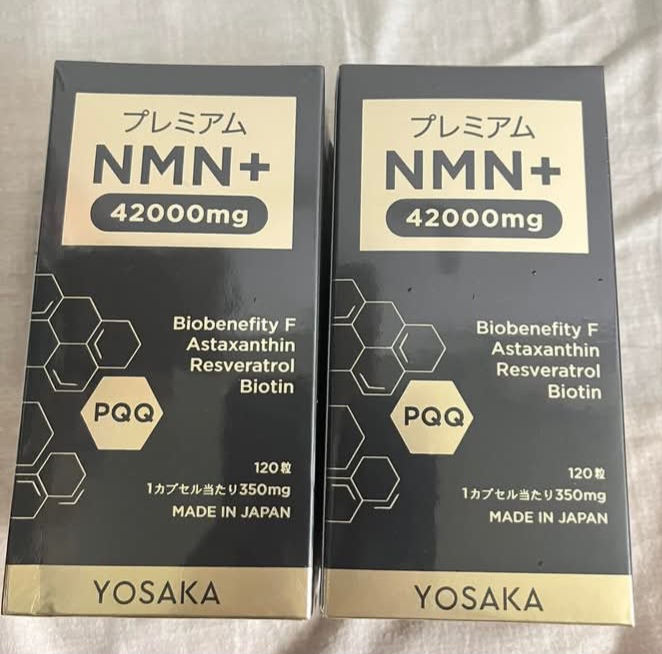 プレミアム
NMN+
42000mg
Biobenefity F
Astaxanthin
Resveratrol
Biotin
PQQ
120粒
1カプセル当たり350mg
MADE IN JAPAN
YOSAKA
プレミアム
NMN+
42000mg
Biobenefity F
Astaxanthin
Resveratrol
Biotin
PQQ
120粒
1カプセル当たり350mg
MADE IN JAPAN
YOSAKA